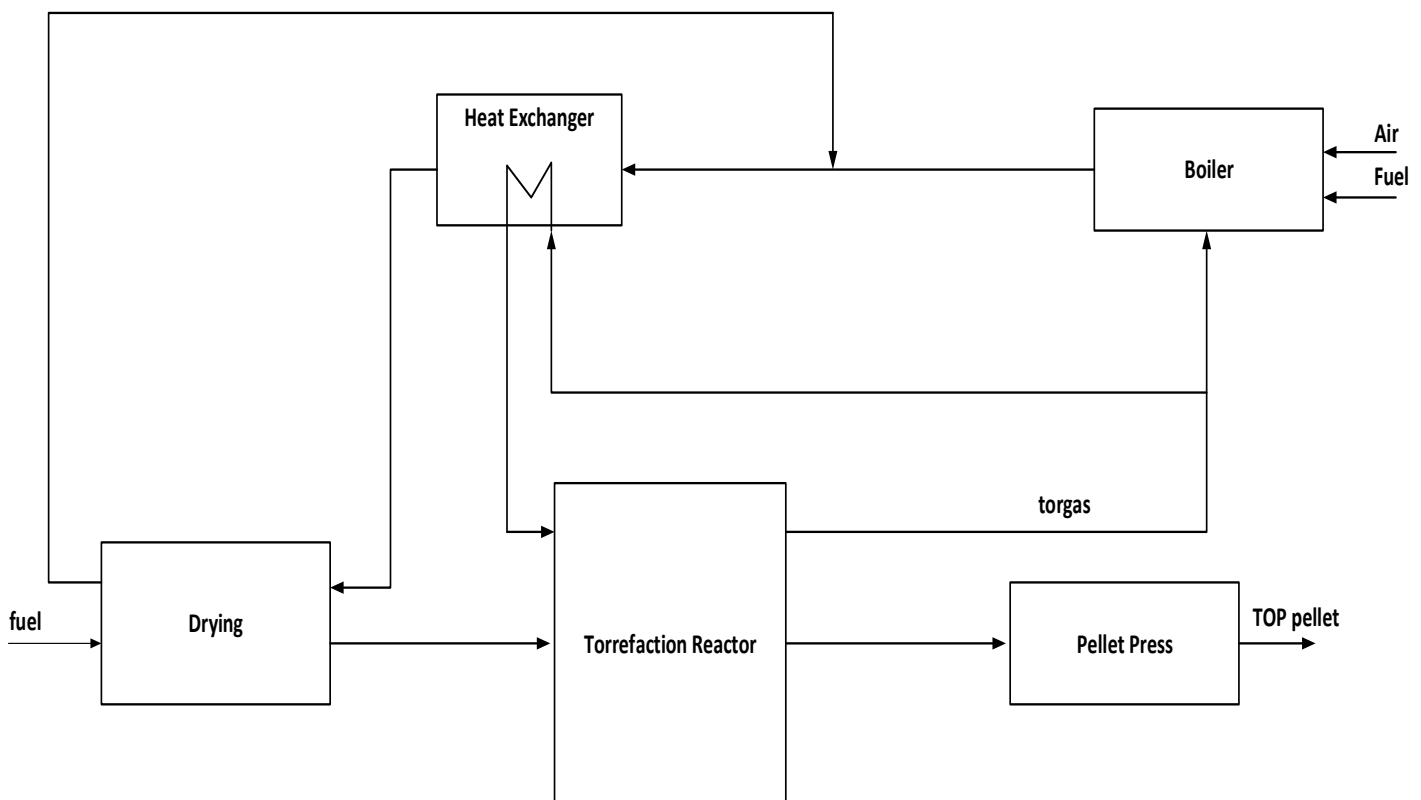 Heat Exchanger
Boiler
Air
Fuel
torgas
fuel
Drying
Torrefaction Reactor
Pellet Press
TOP pellet